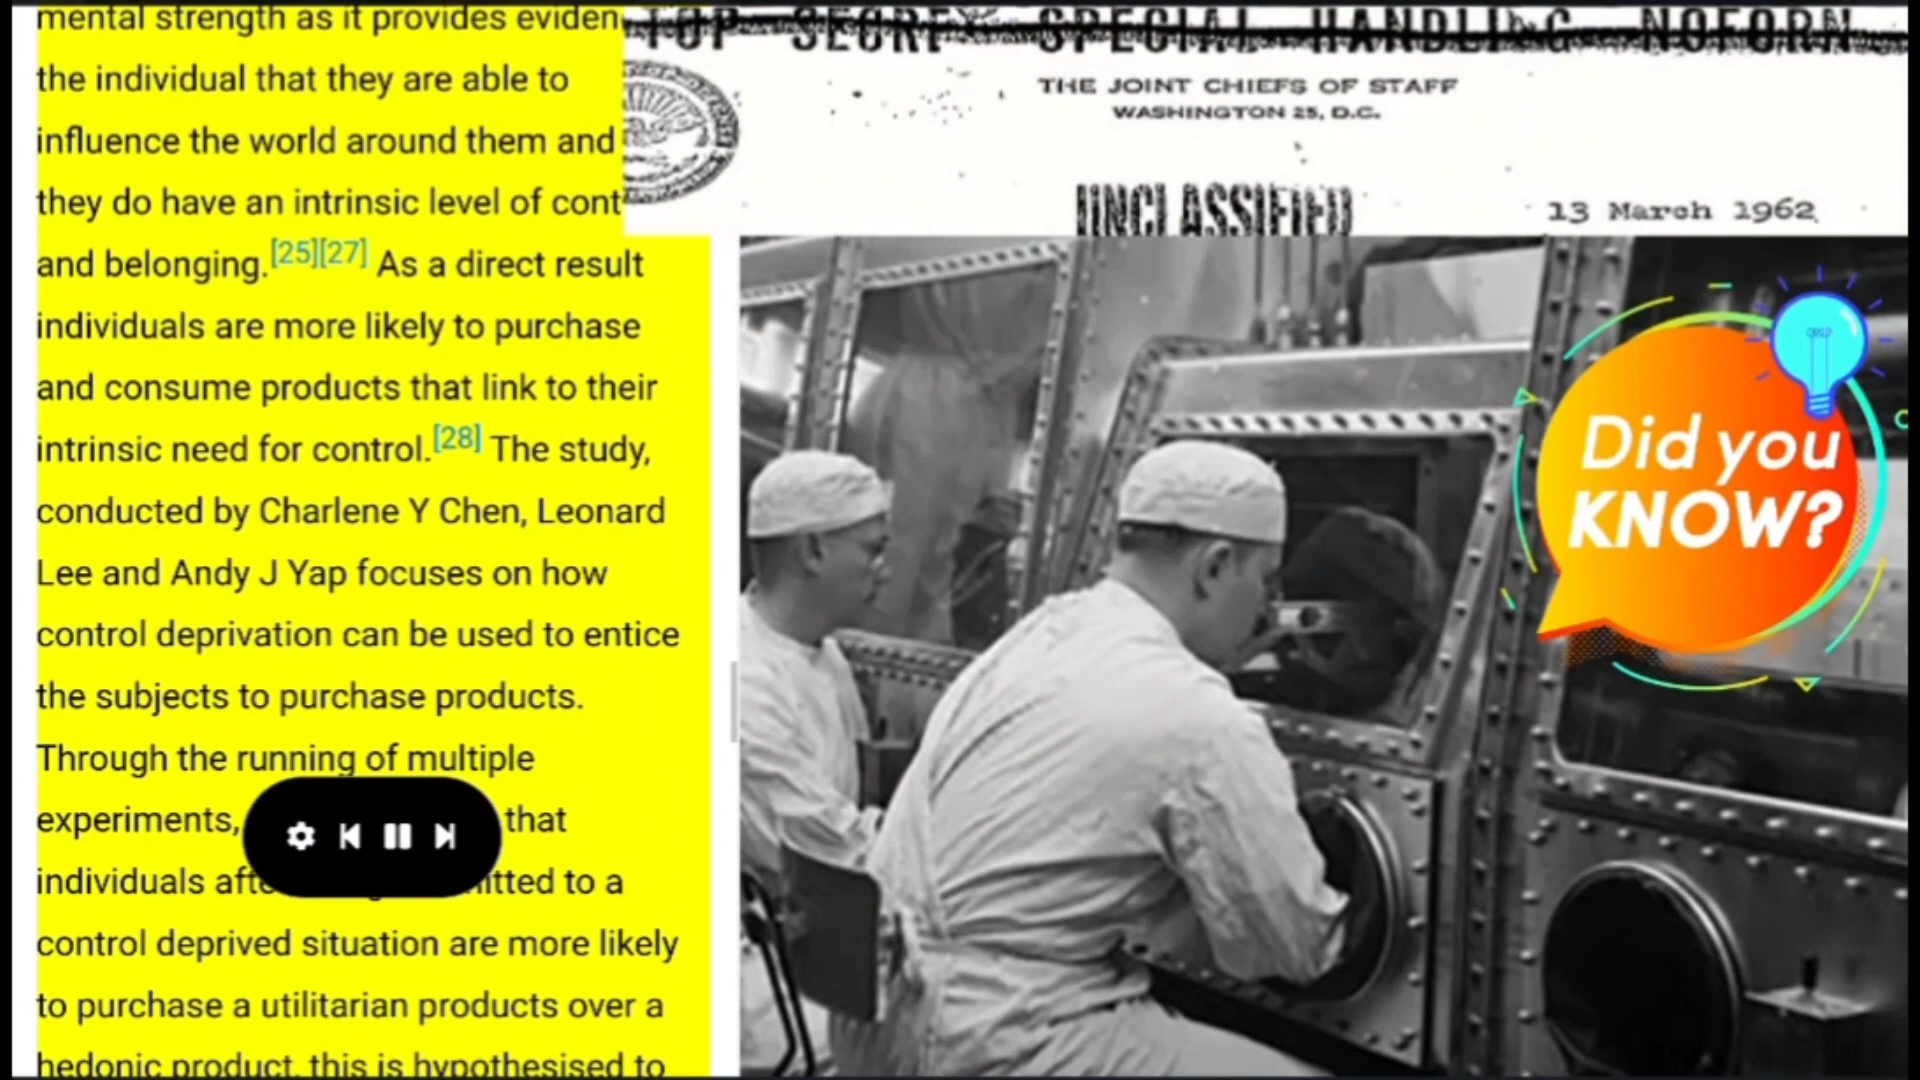 mental strength as it provides eviden
the individual that they are able to
influence the world around them and
they do have an intrinsic level of cont
and belonging.[25][27] As a direct result
individuals are more likely to purchase
and consume products that link to their
intrinsic need for control.[28] The study,
conducted by Charlene Y Chen, Leonard
Lee and Andy J Yap focuses on how
control deprivation can be used to entice
the subjects to purchase products.
Through the running of multiple
experiments, that
individuals itted to a
control deprived situation are more likely
to purchase a utilitarian products over a
hedonic product, this is hypothesised to
TOP SECRET SPECIAL HANDLING NOFORN
THE JOINT CHIEFS OF STAFF
WASHINGTON 25, D.C.
UNCLASSIFIED
13 March 1962
Did you
KNOW?